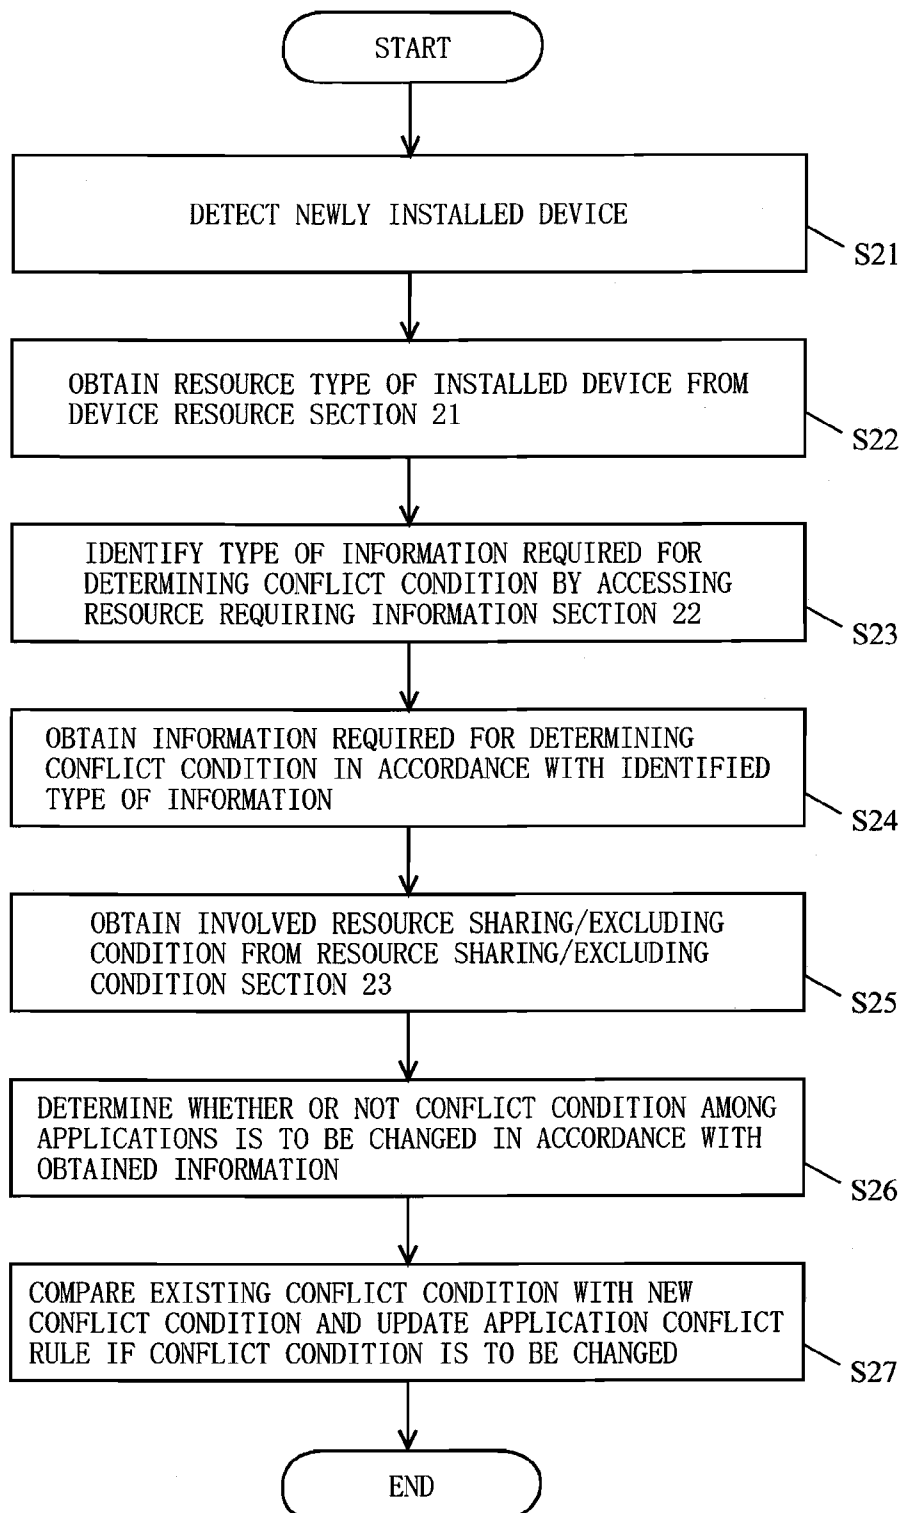 START
DETECT NEWLY INSTALLED DEVICE
S21
OBTAIN RESOURCE TYPE OF INSTALLED DEVICE FROM
DEVICE RESOURCE SECTION 21
S22
IDENTIFY TYPE OF INFORMATION REQUIRED FOR
DETERMINING CONFLICT CONDITION BY ACCESSING
RESOURCE REQUIRING INFORMATION SECTION 22
S23
OBTAIN INFORMATION REQUIRED FOR DETERMINING
CONFLICT CONDITION IN ACCORDANCE WITH IDENTIFIED
TYPE OF INFORMATION
S24
OBTAIN INVOLVED RESOURCE SHARING/EXCLUDING
CONDITION FROM RESOURCE SHARING/EXCLUDING
CONDITION SECTION 23
S25
DETERMINE WHETHER OR NOT CONFLICT CONDITION AMONG
APPLICATIONS IS TO BE CHANGED IN ACCORDANCE WITH
OBTAINED INFORMATION
S26
COMPARE EXISTING CONFLICT CONDITION WITH NEW
CONFLICT CONDITION AND UPDATE APPLICATION CONFLICT
RULE IF CONFLICT CONDITION IS TO BE CHANGED
S27
END